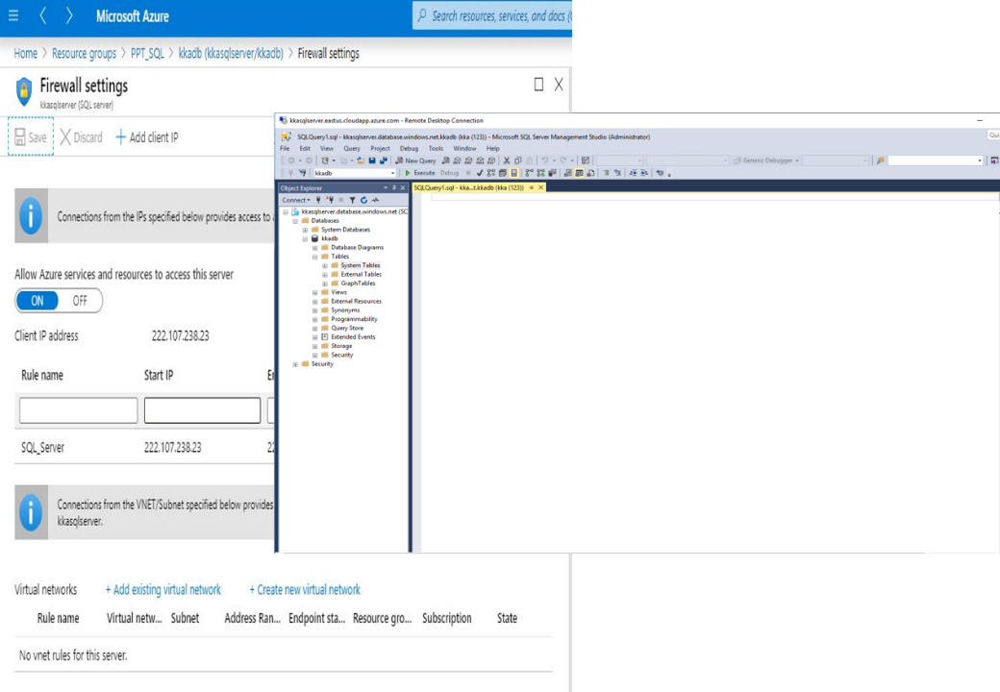 Microsoft Azure
Search resources, services, and docs (
Home > Resource groups > PPT_SQL > kkadb (kkasqlserver/kkadb) > Firewall settings
Firewall settings
kkasqlserver (SQL server)
Save Discard + Add client IP
Connections from the IPs specified below provides access to
Allow Azure services and resources to access this server
ON OFF
Client IP address 222.107.238.23
Rule name Start IP
SQL_Server 222.107.238.23
Connections from the VNET/Subnet specified below provides
kkasqlserver.
Virtual networks + Add existing virtual network + Create new virtual network
Rule name Virtual netw... Subnet Address Ran... Endpoint sta... Resource gro... Subscription State
No vnet rules for this server.
kkasqlserver.eastus.cloudapp.azure.com - Remote Desktop Connection
SQLQuery1.sql - kkasqlserver.database.windows.net.kkadb (kka (123)) - Microsoft SQL Server Management Studio (Administrator)
Qui
File Edit View Query Project Debug Tools Window Help
New Query Generic Debugger
kkadb Execute Debug
Object Explorer
SQLQuery1.sql - kka...t.kkadb (kka (123))
Connect
kkasqlserver.database.windows.net (SC
Databases
System Databases
kkadb
Database Diagrams
Tables
System Tables
External Tables
GraphTables
Views
External Resources
Synonyms
Programmability
Query Store
Extended Events
Storage
Security
Security